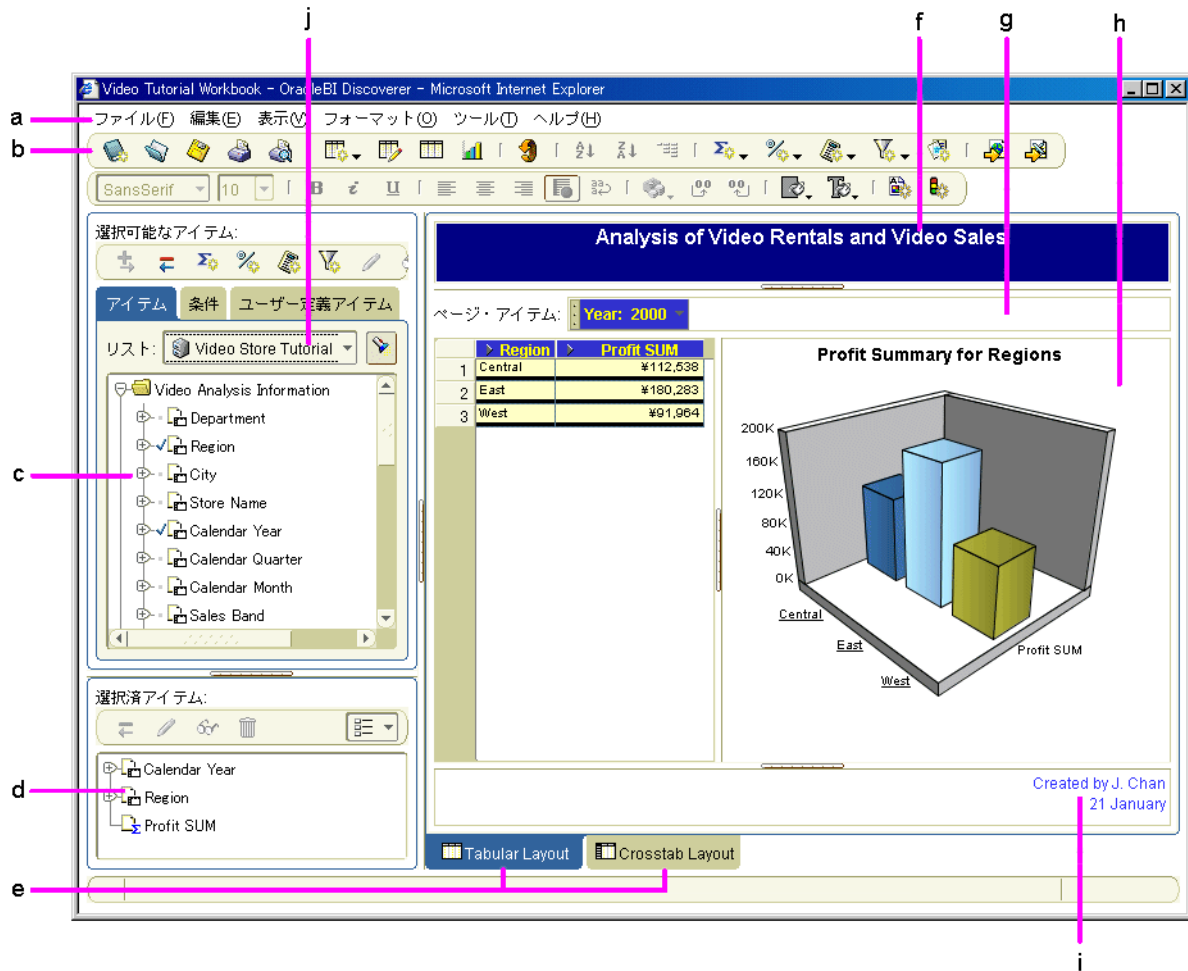 j
f
g
h
Video Tutorial Workbook - OracleBI Discoverer - Microsoft Internet Explorer
a
ファイル(F) 編集(E) 表示(V) フォーマット(O) ツール(T) ヘルプ(H)
b
SansSerif 10 B i U
選択可能なアイテム:
アイテム 条件 ユーザー定義アイテム
リスト: Video Store Tutorial
Video Analysis Information
Department
Region
c
City
Store Name
Calendar Year
Calendar Quarter
Calendar Month
Sales Band
選択済アイテム:
Calendar Year
d
Region
Profit SUM
Analysis of Video Rentals and Video Sales
ページ・アイテム: Year: 2000
Region Profit SUM
1 Central ¥112,538
2 East ¥180,283
3 West ¥91,964
Profit Summary for Regions
200K
160K
120K
80K
40K
0K
Central
East
West
Profit SUM
Created by J. Chan
21 January
Tabular Layout Crosstab Layout
e
i